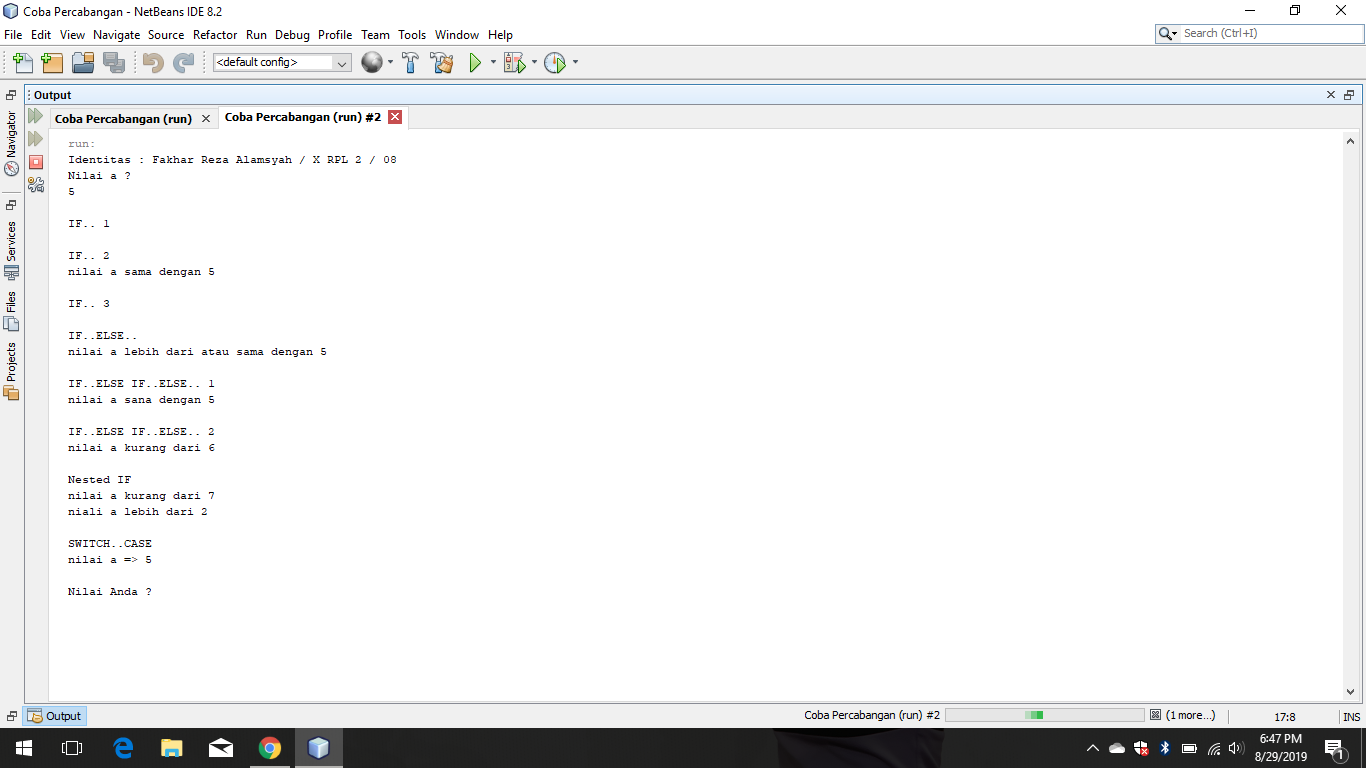 Coba Percabangan - NetBeans IDE 8.2
File Edit View Navigate Source Refactor Run Debug Profile Team Tools Window Help
Search (Ctrl+I)
<default config>
Output
Navigator
Services
Files
Projects
Coba Percabangan (run)
Coba Percabangan (run) #2
run:
Identitas : Fakhar Reza Alamsyah / X RPL 2 / 08
Nilai a ?
5
IF.. 1
IF.. 2
nilai a sama dengan 5
IF.. 3
IF..ELSE..
nilai a lebih dari atau sama dengan 5
IF..ELSE IF..ELSE.. 1
nilai a sana dengan 5
IF..ELSE IF..ELSE.. 2
nilai a kurang dari 6
Nested IF
nilai a kurang dari 7
niali a lebih dari 2
SWITCH..CASE
nilai a => 5
Nilai Anda ?
Output
Coba Percabangan (run) #2
(1 more...)
17:8
INS
6:47 PM
8/29/2019
1